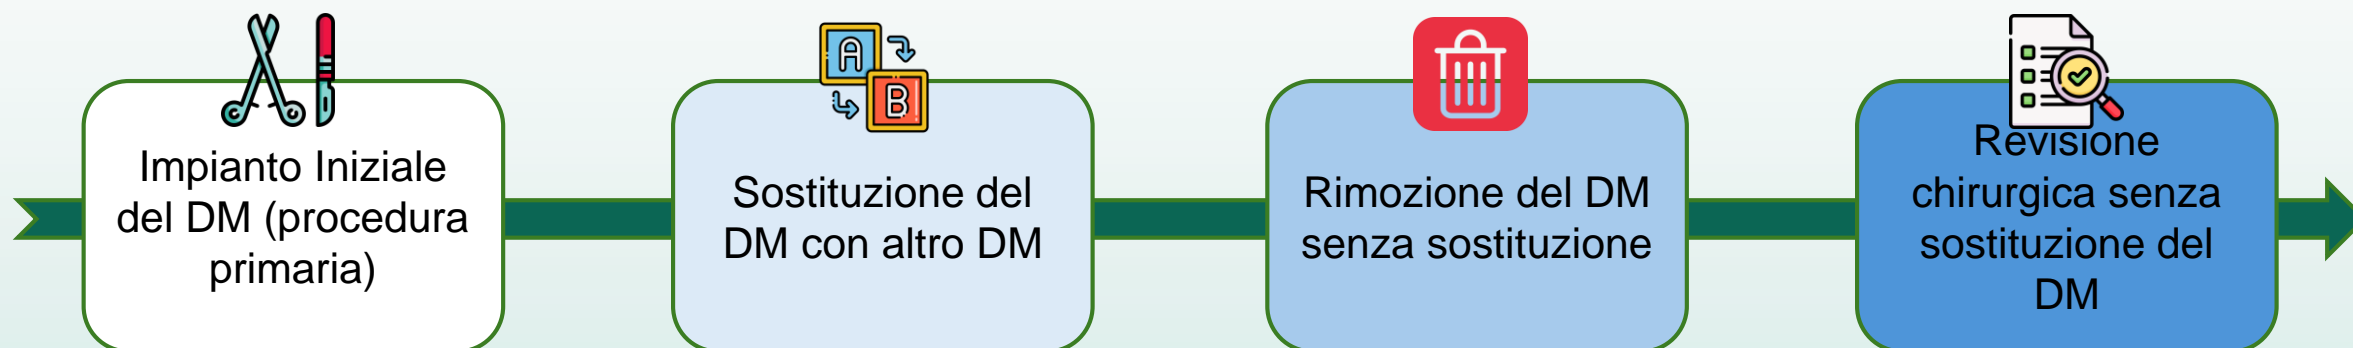 Impianto Iniziale
del DM (procedura
primaria)
A
B
Sostituzione del
DM con altro DM
Rimozione del DM
senza sostituzione
Revisione
chirurgica senza
sostituzione del
DM